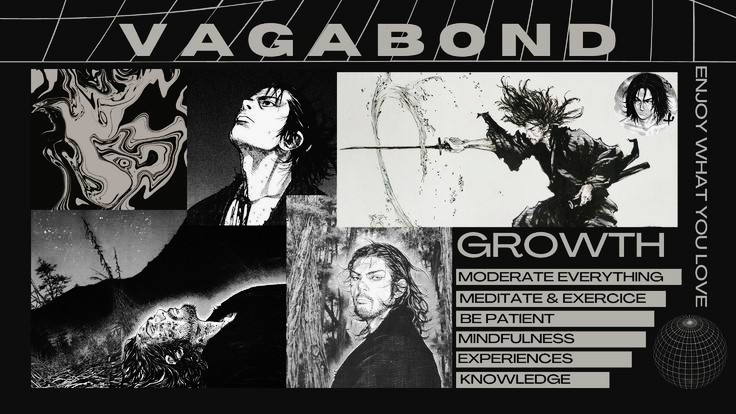 VAGABOND
ENJOY WHAT YOU LOVE
GROWTH
MODERATE EVERYTHING
MEDITATE & EXERCICE
BE PATIENT
MINDFULNESS
EXPERIENCES
KNOWLEDGE